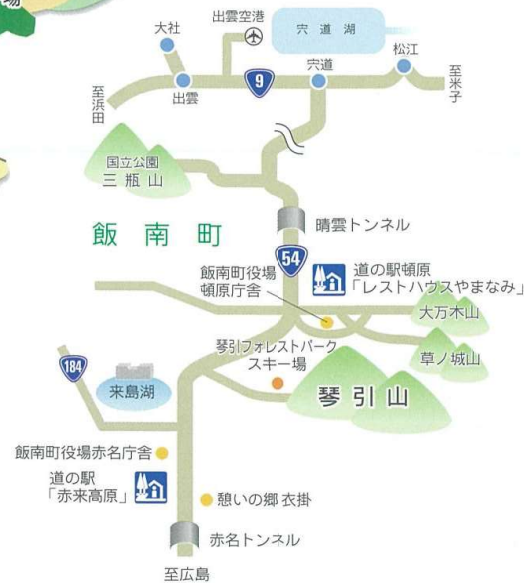 場
出雲空港
大社
宍道湖
松江
宍道
9
出雲
至浜田
至米子
国立公園
三瓶山
晴雲トンネル
飯南町
54
飯南町役場
頓原庁舎
道の駅頓原
「レストハウスやまなみ」
大万木山
琴引フォレストパーク
スキー場
草ノ城山
184
来島湖
琴引山
飯南町役場赤名庁舎
道の駅
「赤来高原」
憩いの郷衣掛
赤名トンネル
至広島